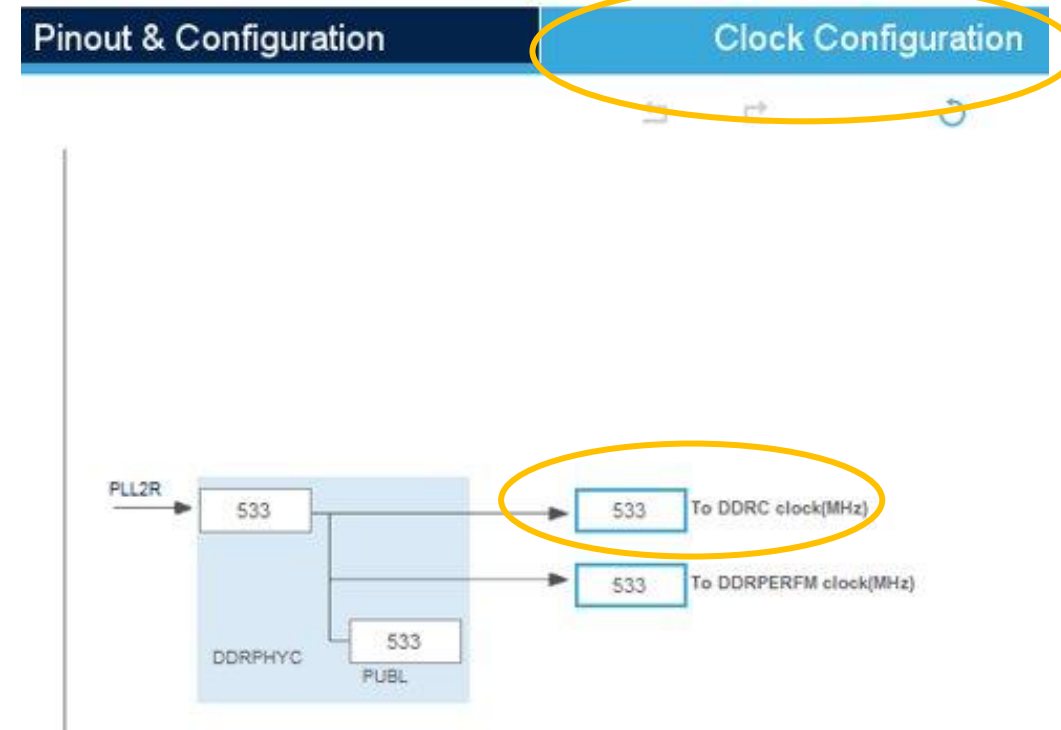 Pinout & Configuration
Clock Configuration
PLL2R
533
533
To DDRC clock(MHz)
533
To DDRPERFM clock(MHz)
533
DDRPHYC
PUBL